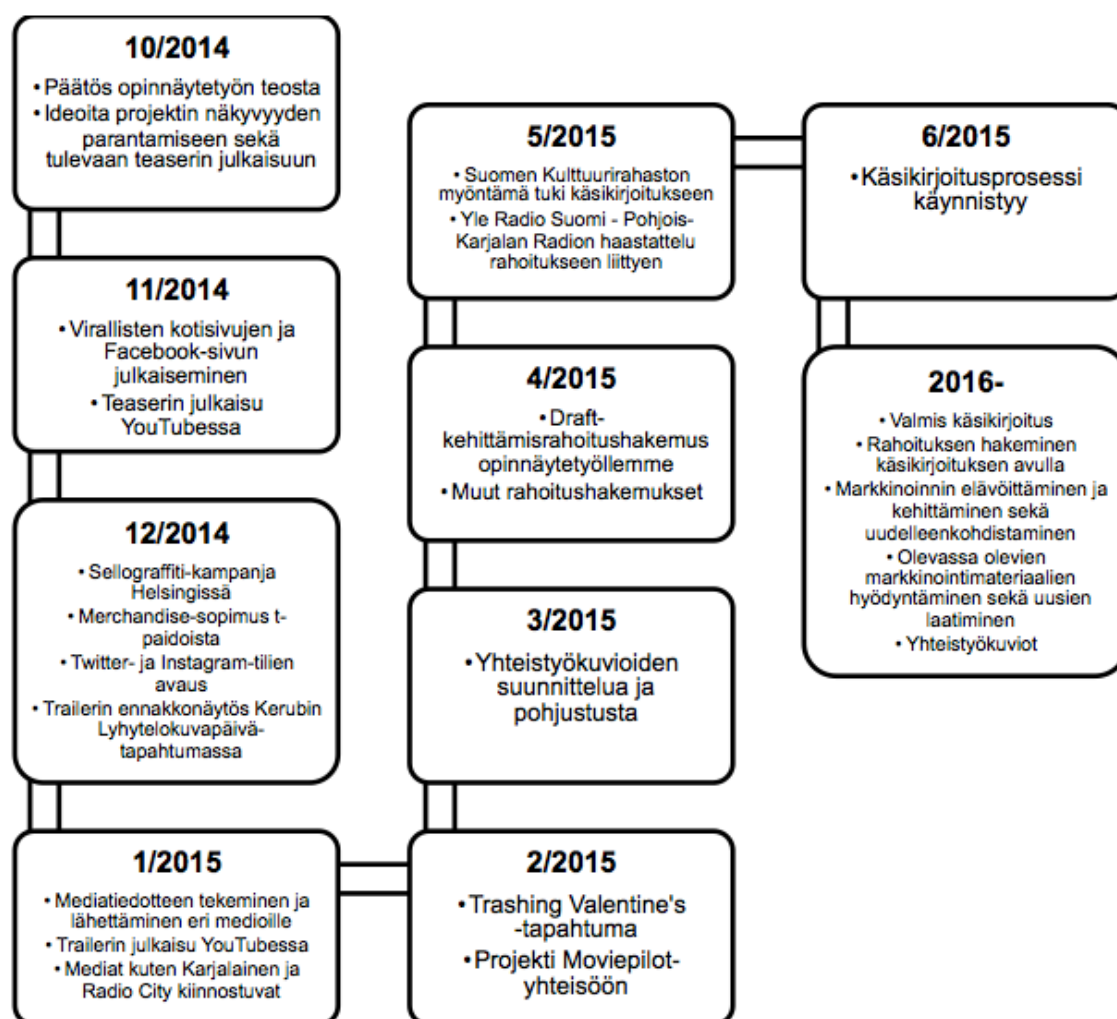 10/2014
• Päätös opinnäytetyön teosta
• Ideoita projektin näkyvyyden
parantamiseen sekä
tulevaan teaserin julkaisuun
11/2014
• Virallisten kotisivujen ja
Facebook-sivun
julkaiseminen
• Teaserin julkaisu
YouTubessa
12/2014
• Sellograffiti-kampanja
Helsingissä
• Merchandise-sopimus t-
paidoista
• Twitter- ja Instagram-tilien
avaus
• Trailerin ennakkonäytös Kerubin
Lyhytelokuvapäivä-
tapahtumassa
1/2015
• Mediatiedotteen tekeminen ja
lähettäminen eri medioille
• Trailerin julkaisu YouTubessa
• Mediat kuten Karjalainen ja
Radio City kiinnostuvat
2/2015
• Trashing Valentine's
-tapahtuma
• Projekti Moviepilot-
yhteisöön
3/2015
• Yhteistyökuvioiden
suunnittelua ja
pohjustusta
4/2015
• Draft-
kehittämisrahoitushakemus
opinnäytetyöllemme
• Muut rahoitushakemukset
5/2015
• Suomen Kulttuurirahaston
myöntämä tuki käsikirjoitukseen
• Yle Radio Suomi - Pohjois-
Karjalan Radion haastattelu
rahoitukseen liittyen
6/2015
• Käsikirjoitusprosessi
käynnistyy
2016-
• Valmis käsikirjoitus
• Rahoituksen hakeminen
käsikirjoituksen avulla
• Markkinoinnin elävöittäminen ja
kehittäminen sekä
uudelleenkohdistaminen
• Olevassa olevien
markkinointimateriaalien
hyödyntäminen sekä uusien
laatiminen
• Yhteistyökuviot